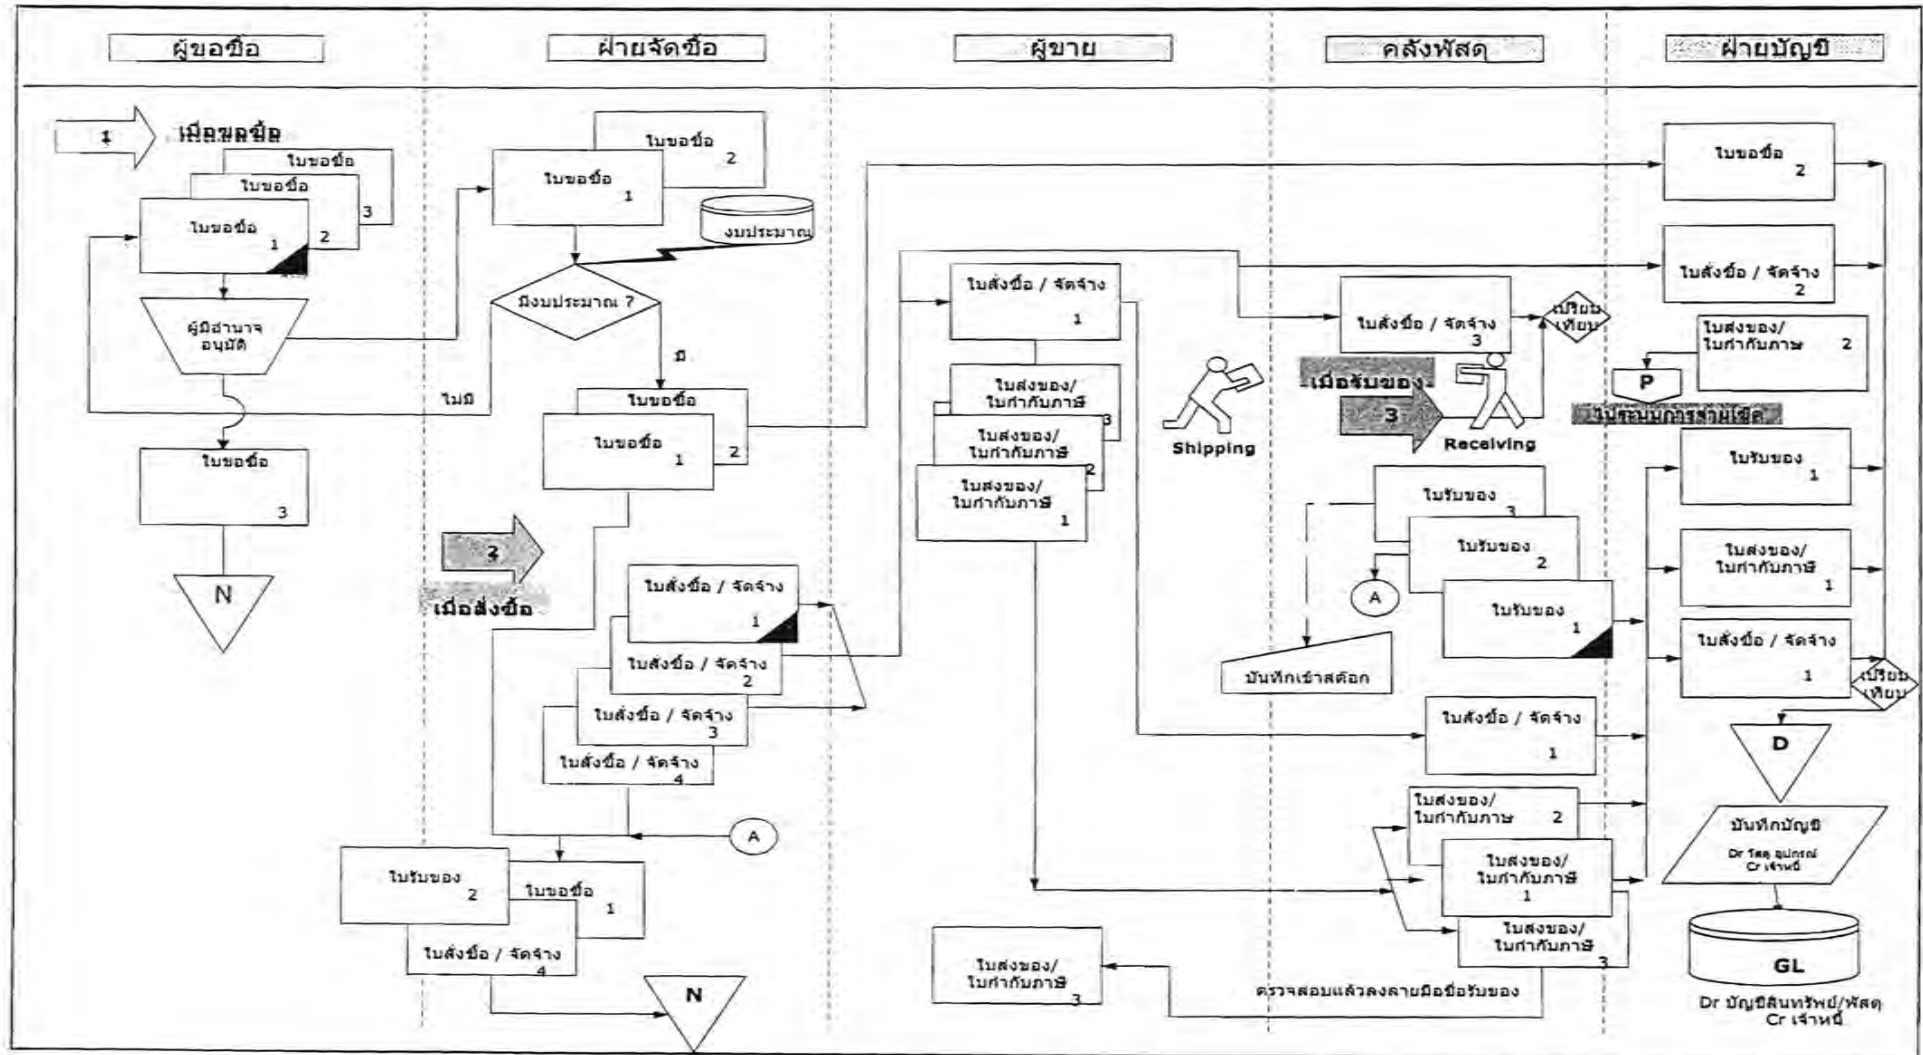 ผู้ขอซื้อ
ฝ่ายจัดซื้อ
ผู้ขาย
คลังพัสดุ
ฝ่ายบัญชี
1
เมื่อขอซื้อ
ใบขอซื้อ
3
ใบขอซื้อ
2
ใบขอซื้อ
1
ผู้มีอำนาจ
อนุมัติ
ใบขอซื้อ
3
N
ใบขอซื้อ
2
ใบขอซื้อ
1
งบประมาณ
มีงบประมาณ ?
มี
ไม่มี
ใบขอซื้อ
2
ใบขอซื้อ
1
2
เมื่อสั่งซื้อ
ใบสั่งซื้อ / จัดจ้าง
1
ใบสั่งซื้อ / จัดจ้าง
2
ใบสั่งซื้อ / จัดจ้าง
3
ใบสั่งซื้อ / จัดจ้าง
4
A
ใบรับของ
2
ใบขอซื้อ
1
ใบสั่งซื้อ / จัดจ้าง
4
N
ใบสั่งซื้อ / จัดจ้าง
1
ใบส่งของ/
ใบกำกับภาษี
3
ใบส่งของ/
ใบกำกับภาษี
2
ใบส่งของ/
ใบกำกับภาษี
1
Shipping
ใบส่งของ/
ใบกำกับภาษี
3
ใบสั่งซื้อ / จัดจ้าง
3
เปรียบ
เทียบ
เมื่อรับของ
3
Receiving
ใบรับของ
3
ใบรับของ
2
A
ใบรับของ
1
บันทึกเข้าสต๊อก
ใบสั่งซื้อ / จัดจ้าง
1
ใบส่งของ/
ใบกำกับภาษ
2
ใบส่งของ/
ใบกำกับภาษี
1
ใบส่งของ/
ใบกำกับภาษี
3
ตรวจสอบแล้วลงลายมือชื่อรับของ
ใบขอซื้อ
2
ใบสั่งซื้อ / จัดจ้าง
2
ใบส่งของ/
ใบกำกับภาษ 2
P
ใบรับของ
1
ใบส่งของ/
ใบกำกับภาษี
1
ใบสั่งซื้อ / จัดจ้าง
1
เปรียบ
เทียบ
D
บันทึกบัญชี
Dr วัสดุ อุปกรณ์
Cr เจ้าหนี้
GL
Dr บัญชีสินทรัพย์/พัสดุ
Cr เจ้าหนี้